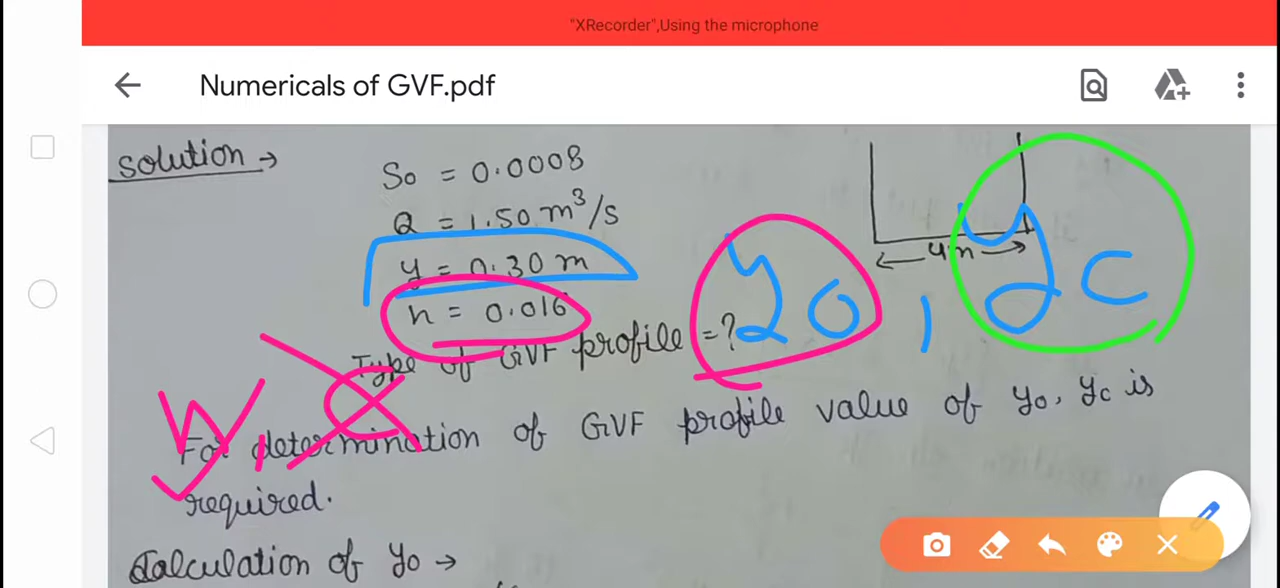 "XRecorder",Using the microphone
Numericals of GVF.pdf
Solution →
So = 0.0008
Q = 1.50 m³/s
y = 0.30 m
n = 0.016
4m
Type of GVF profile = ?
yo, yc
y,
For determination of GVF profile value of yo, yc is
required.
Calculation of yo →